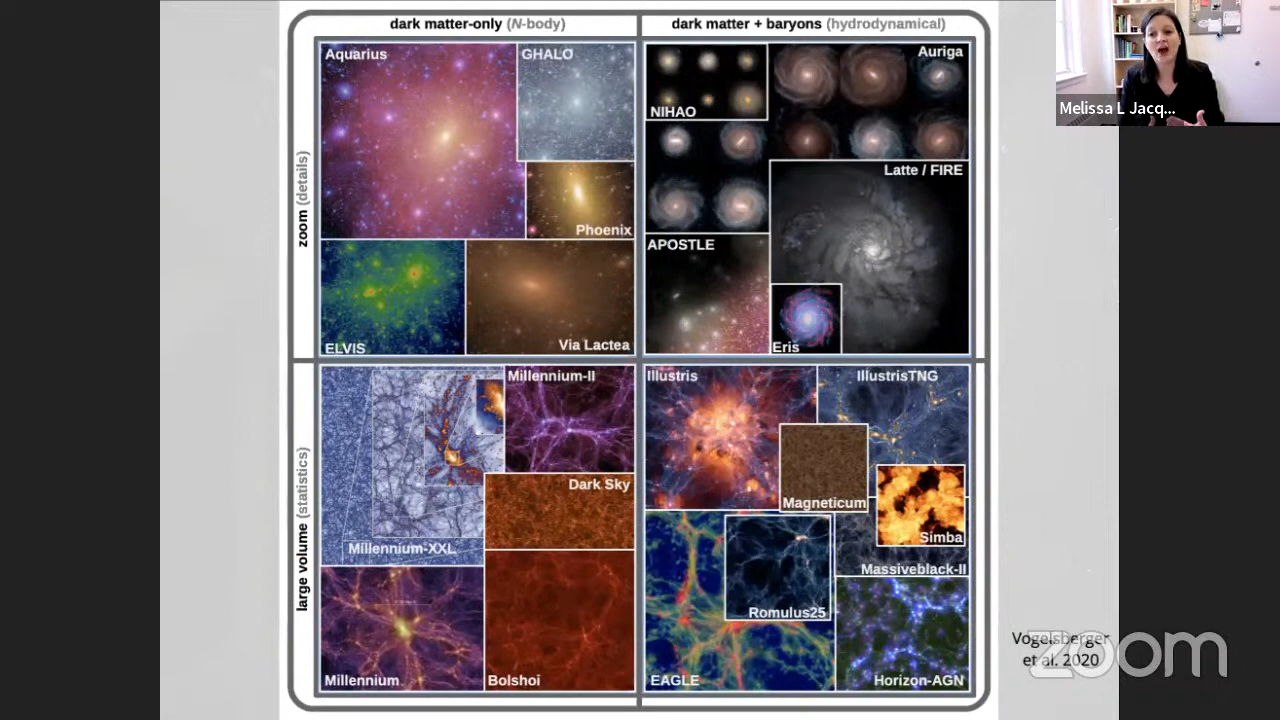 dark matter-only (N-body)
dark matter + baryons (hydrodynamical)
zoom (details)
Aquarius
GHALO
Phoenix
ELVIS
Via Lactea
NIHAO
Auriga
Latte / FIRE
APOSTLE
Eris
large volume (statistics)
Millennium-II
Dark Sky
Millennium-XXL
Millennium
Bolshoi
Illustris
IllustrisTNG
Magneticum
Simba
Massiveblack-II
Romulus25
EAGLE
Horizon-AGN
Vogelsberger
et al. 2020
zoom
Melissa L Jacq...